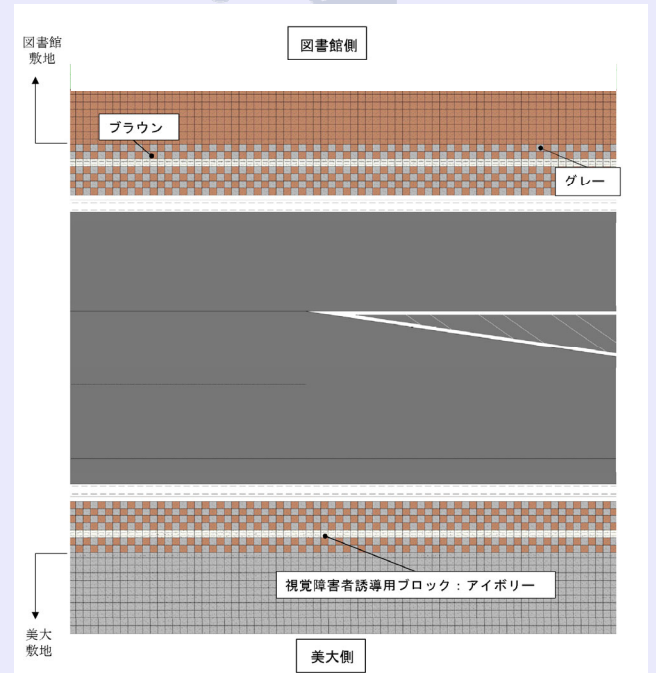 図書館側
図書館
敷地
ブラウン
グレー
視覚障害者誘導用ブロック：アイボリー
美大
敷地
美大側